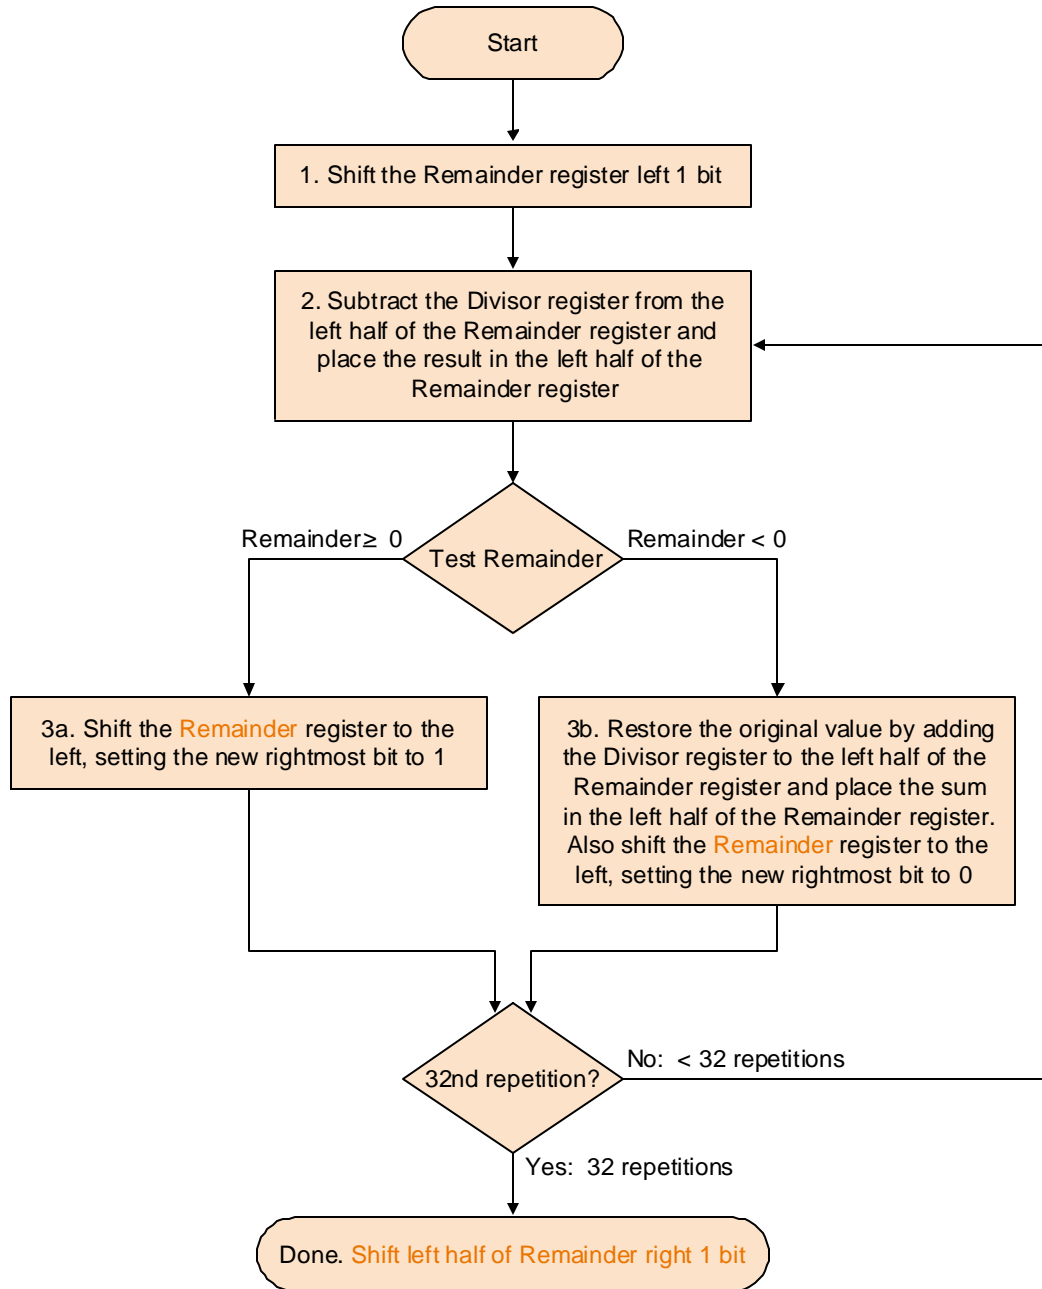 Start
1. Shift the Remainder register left 1 bit
2. Subtract the Divisor register from the
left half of the Remainder register and
place the result in the left half of the
Remainder register
Remainder ≥ 0
Test Remainder
Remainder < 0
3a. Shift the Remainder register to the
left, setting the new rightmost bit to 1
3b. Restore the original value by adding
the Divisor register to the left half of the
Remainder register and place the sum
in the left half of the Remainder register.
Also shift the Remainder register to the
left, setting the new rightmost bit to 0
32nd repetition?
No: < 32 repetitions
Yes: 32 repetitions
Done. Shift left half of Remainder right 1 bit